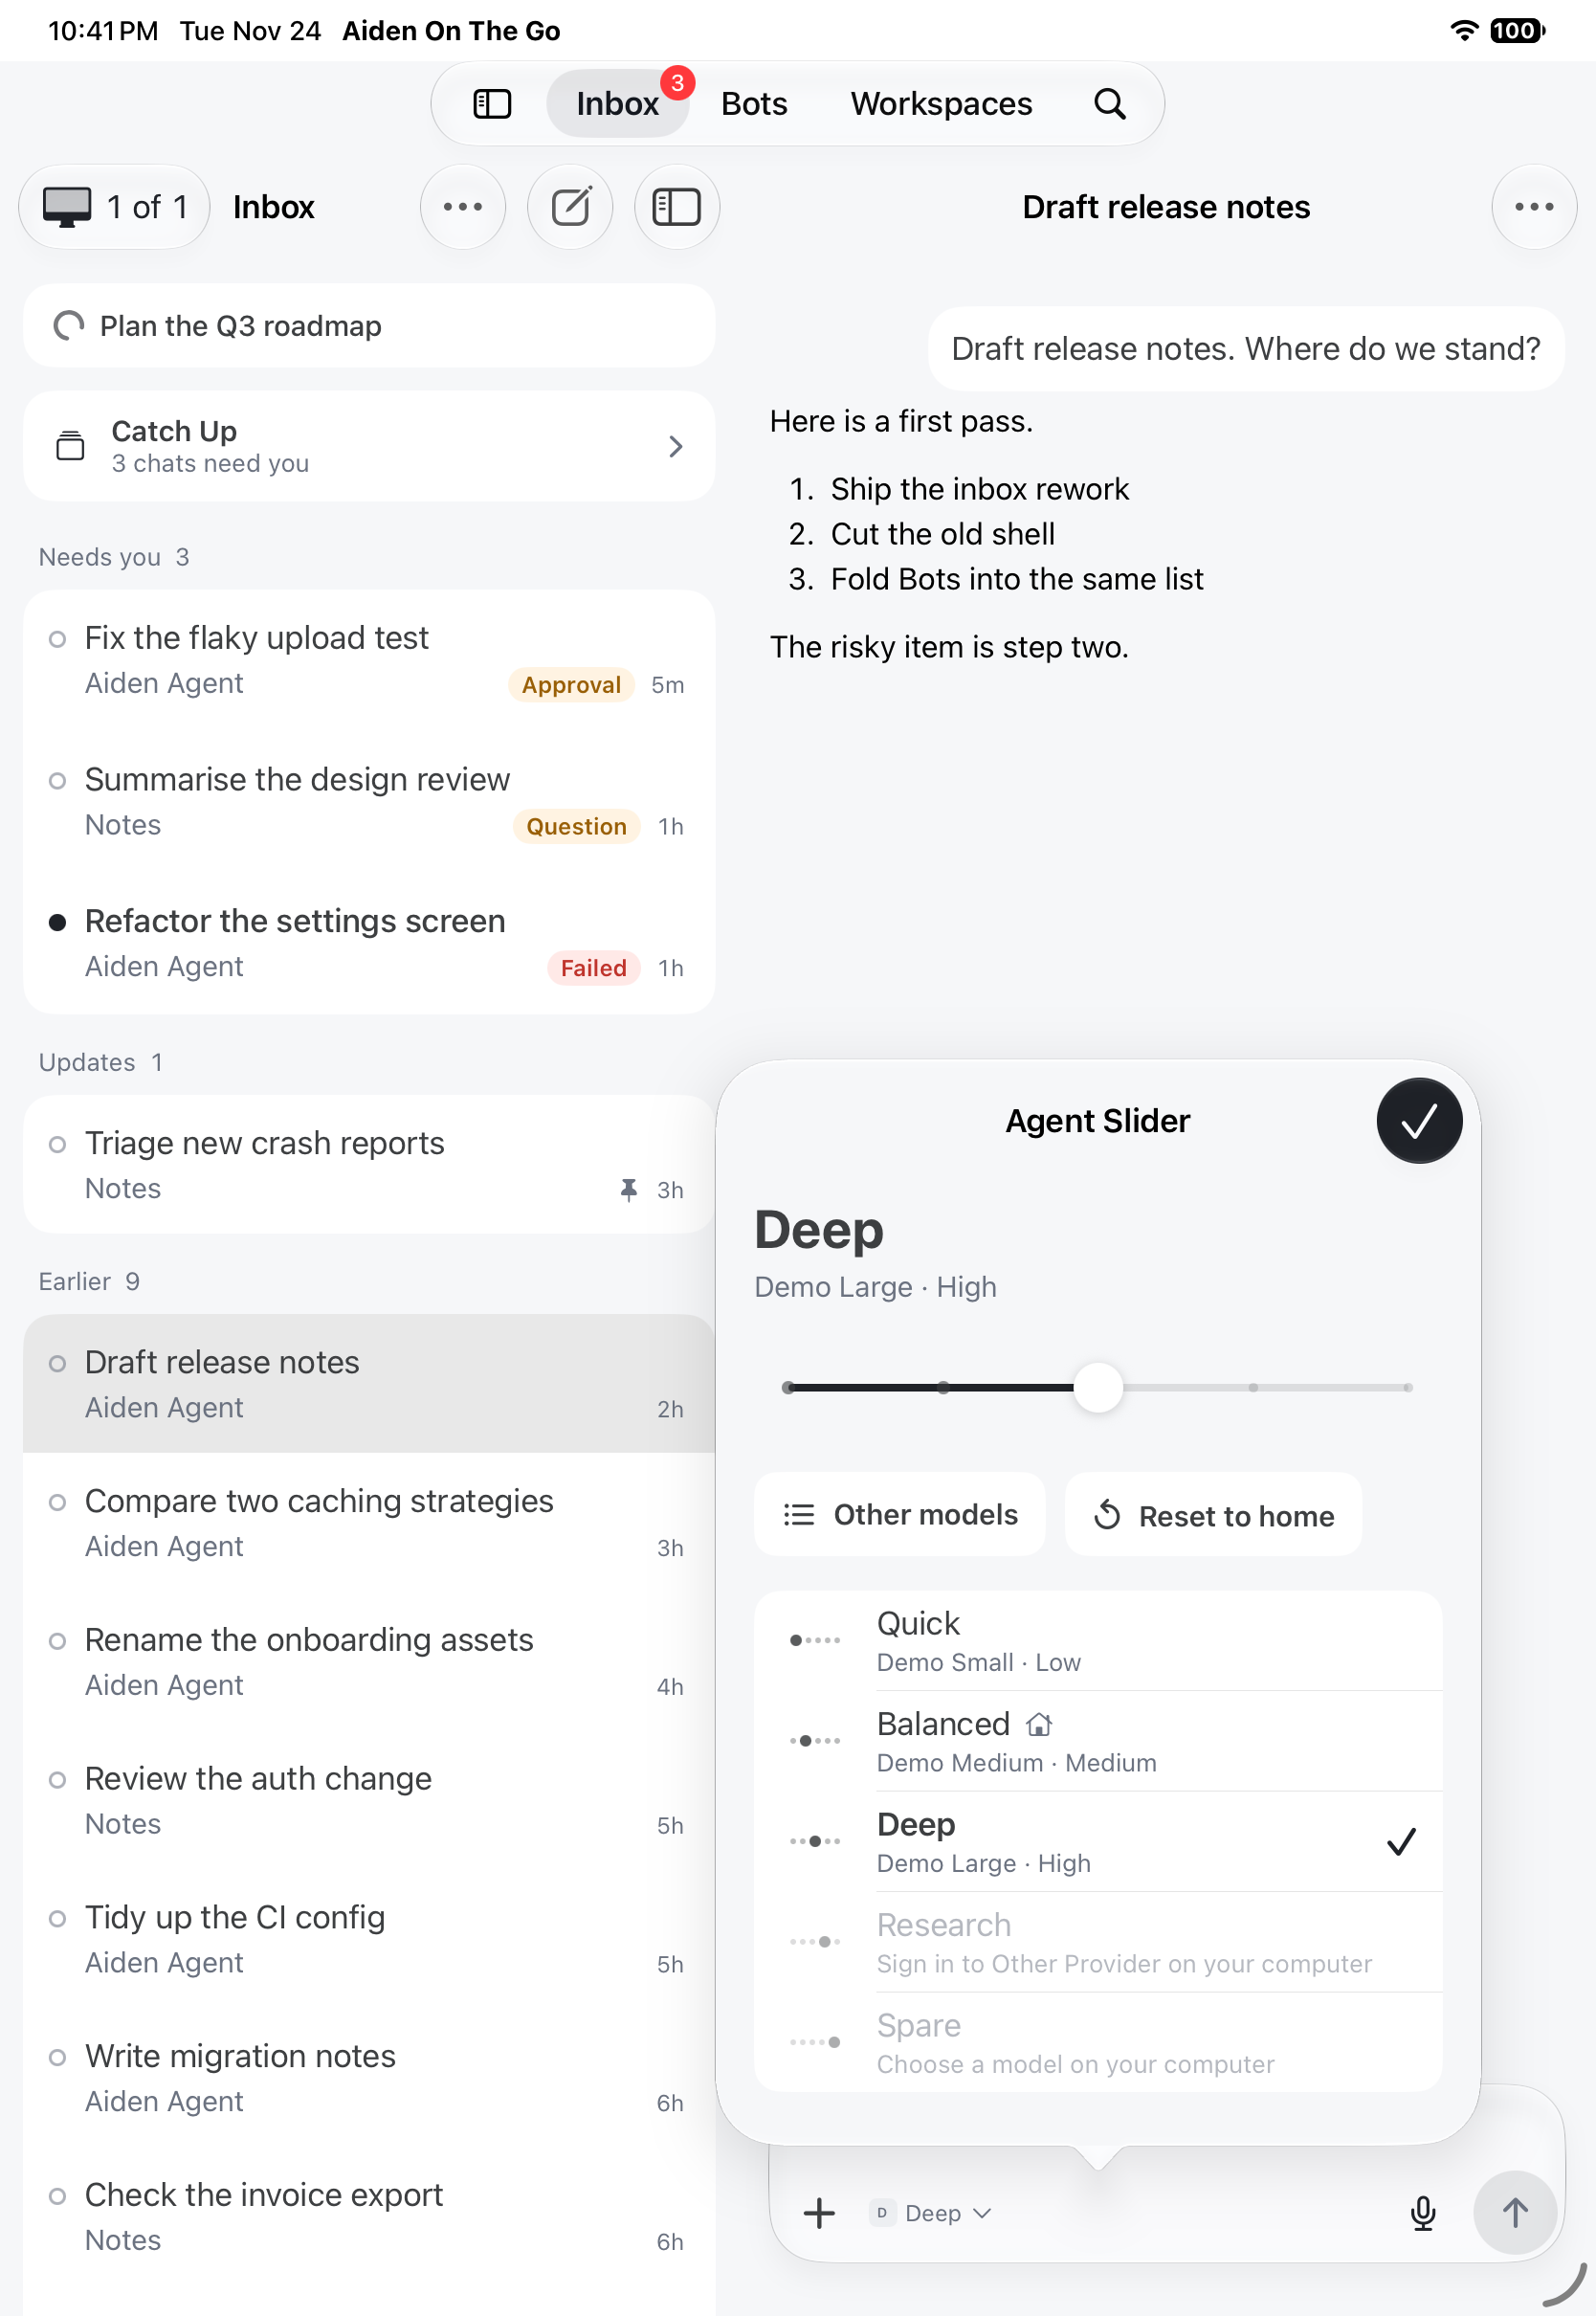 10:41 PM Tue Nov 24 Aiden On The Go
100
Inbox 3 Bots Workspaces
1 of 1 Inbox
Plan the Q3 roadmap
Catch Up
3 chats need you
Needs you 3
Fix the flaky upload test
Aiden Agent Approval 5m
Summarise the design review
Notes Question 1h
Refactor the settings screen
Aiden Agent Failed 1h
Updates 1
Triage new crash reports
Notes 3h
Earlier 9
Draft release notes
Aiden Agent 2h
Compare two caching strategies
Aiden Agent 3h
Rename the onboarding assets
Aiden Agent 4h
Review the auth change
Notes 5h
Tidy up the CI config
Aiden Agent 5h
Write migration notes
Aiden Agent 6h
Check the invoice export
Notes 6h
Draft release notes
Draft release notes. Where do we stand?
Here is a first pass.
1. Ship the inbox rework
2. Cut the old shell
3. Fold Bots into the same list
The risky item is step two.
Agent Slider
Deep
Demo Large · High
Other models Reset to home
Quick
Demo Small · Low
Balanced
Demo Medium · Medium
Deep
Demo Large · High
Research
Sign in to Other Provider on your computer
Spare
Choose a model on your computer
D Deep